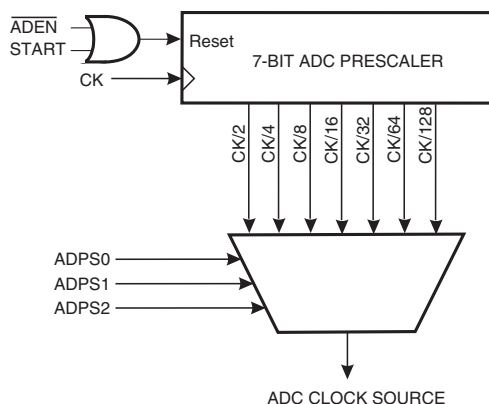 ADEN
START
Reset
7-BIT ADC PRESCALER
CK
CK/2
CK/4
CK/8
CK/16
CK/32
CK/64
CK/128
ADPS0
ADPS1
ADPS2
ADC CLOCK SOURCE